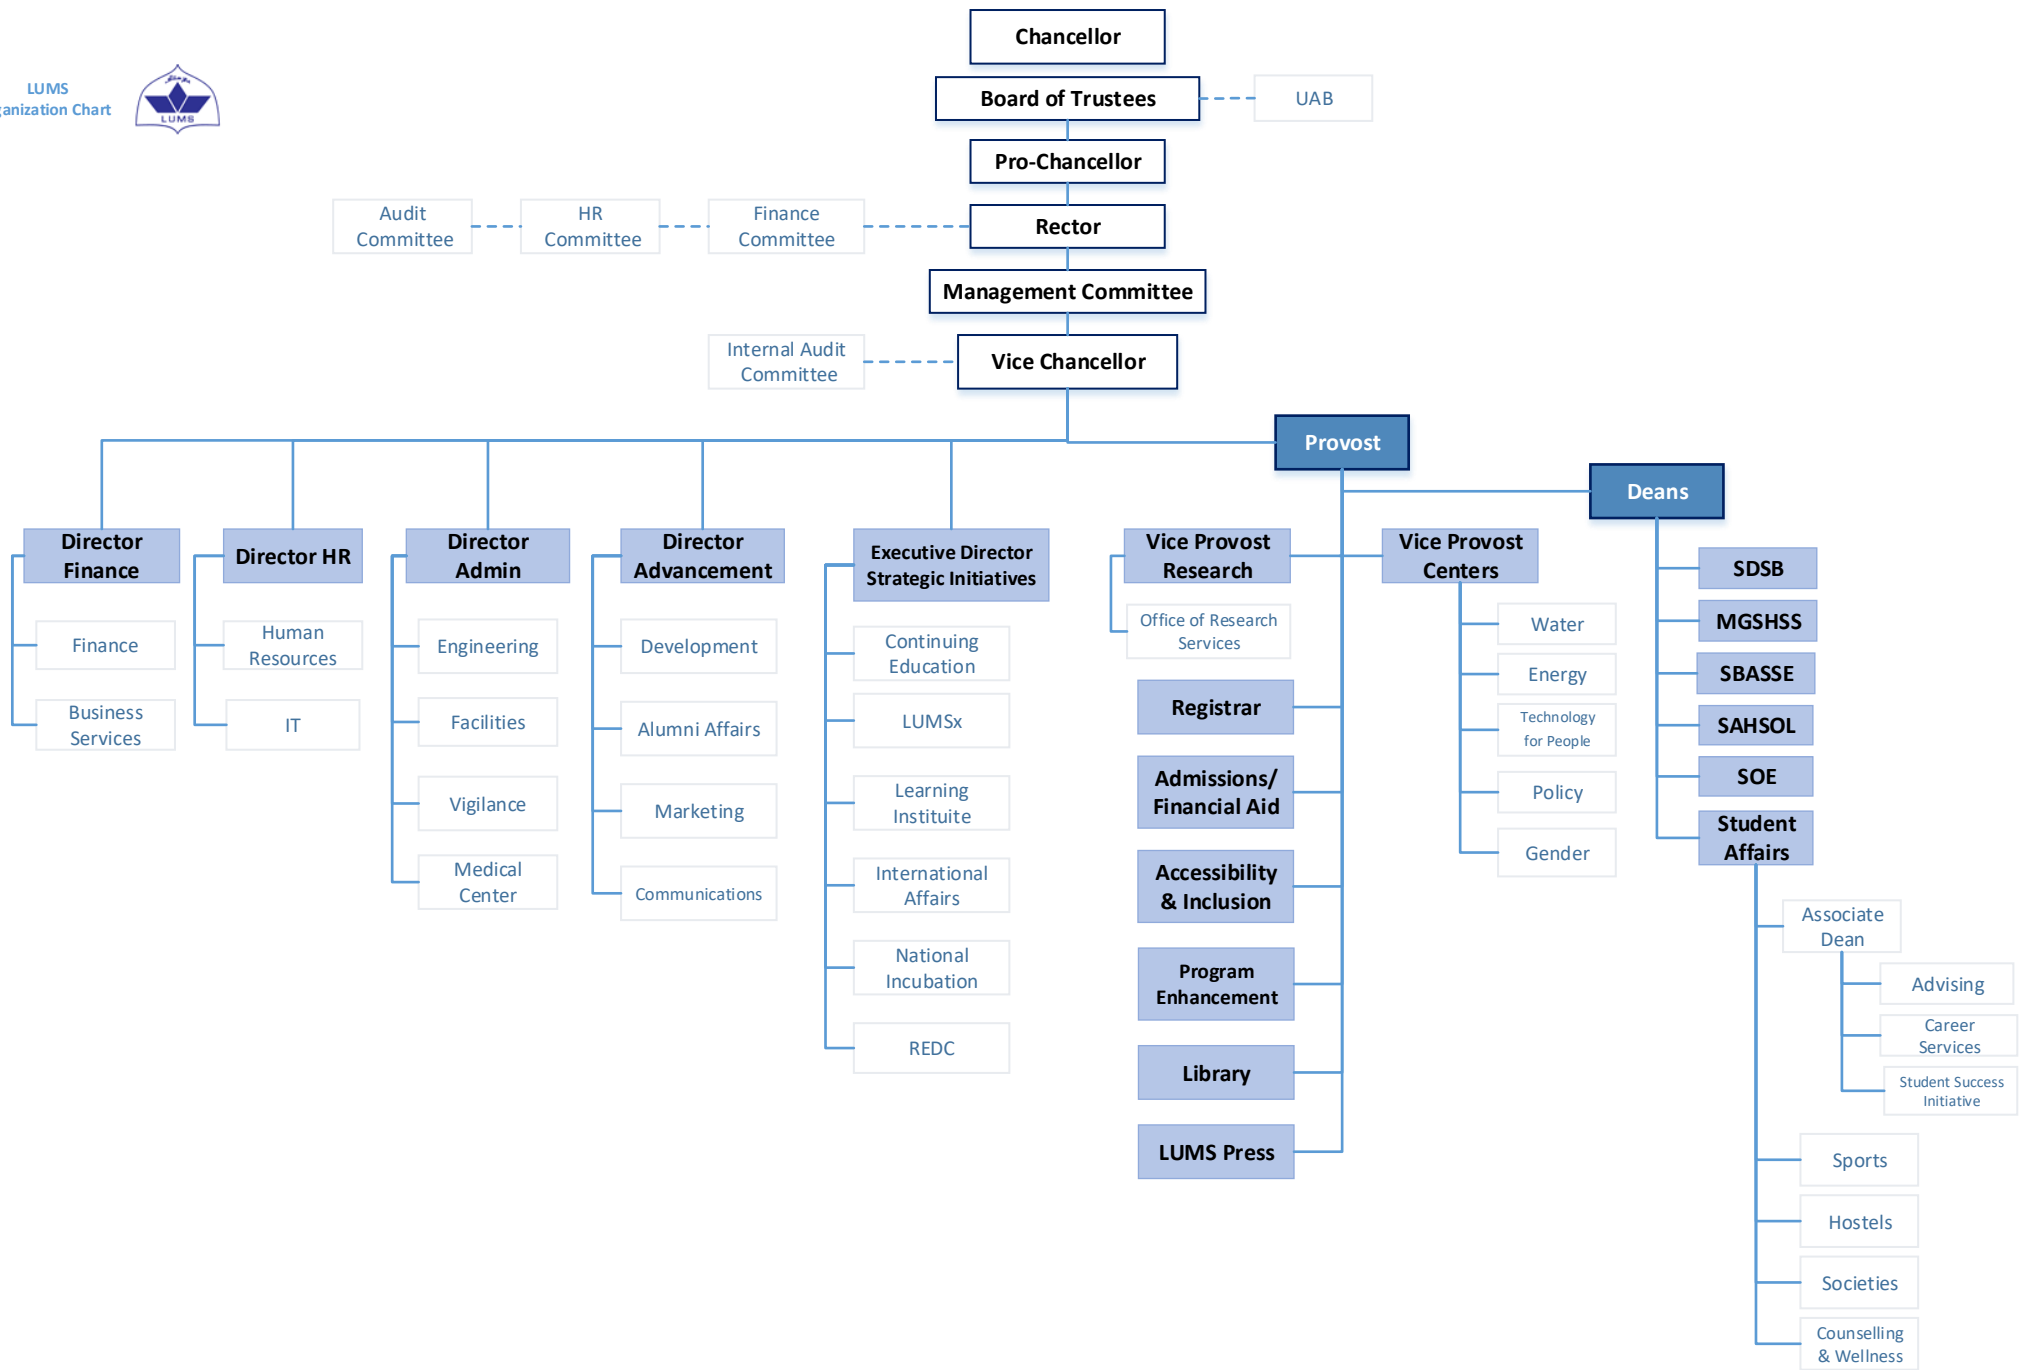 Chancellor
LUMS
ganization Chart
LUMS
Board of Trustees
UAB
Pro-Chancellor
Audit
Committee
HR
Committee
Finance
Committee
Rector
Management Committee
Internal Audit
Committee
Vice Chancellor
Provost
Deans
Director
Finance
Finance
Business
Services
Director HR
Human
Resources
IT
Director
Admin
Engineering
Facilities
Vigilance
Medical
Center
Director
Advancement
Development
Alumni Affairs
Marketing
Communications
Executive Director
Strategic Initiatives
Continuing
Education
LUMSx
Learning
Instituite
International
Affairs
National
Incubation
REDC
Vice Provost
Research
Office of Research
Services
Registrar
Admissions/
Financial Aid
Accessibility
& Inclusion
Program
Enhancement
Library
LUMS Press
Vice Provost
Centers
Water
Energy
Technology
for People
Policy
Gender
SDSB
MGSHSS
SBASSE
SAHSOL
SOE
Student
Affairs
Associate
Dean
Advising
Career
Services
Student Success
Initiative
Sports
Hostels
Societies
Counselling
& Wellness